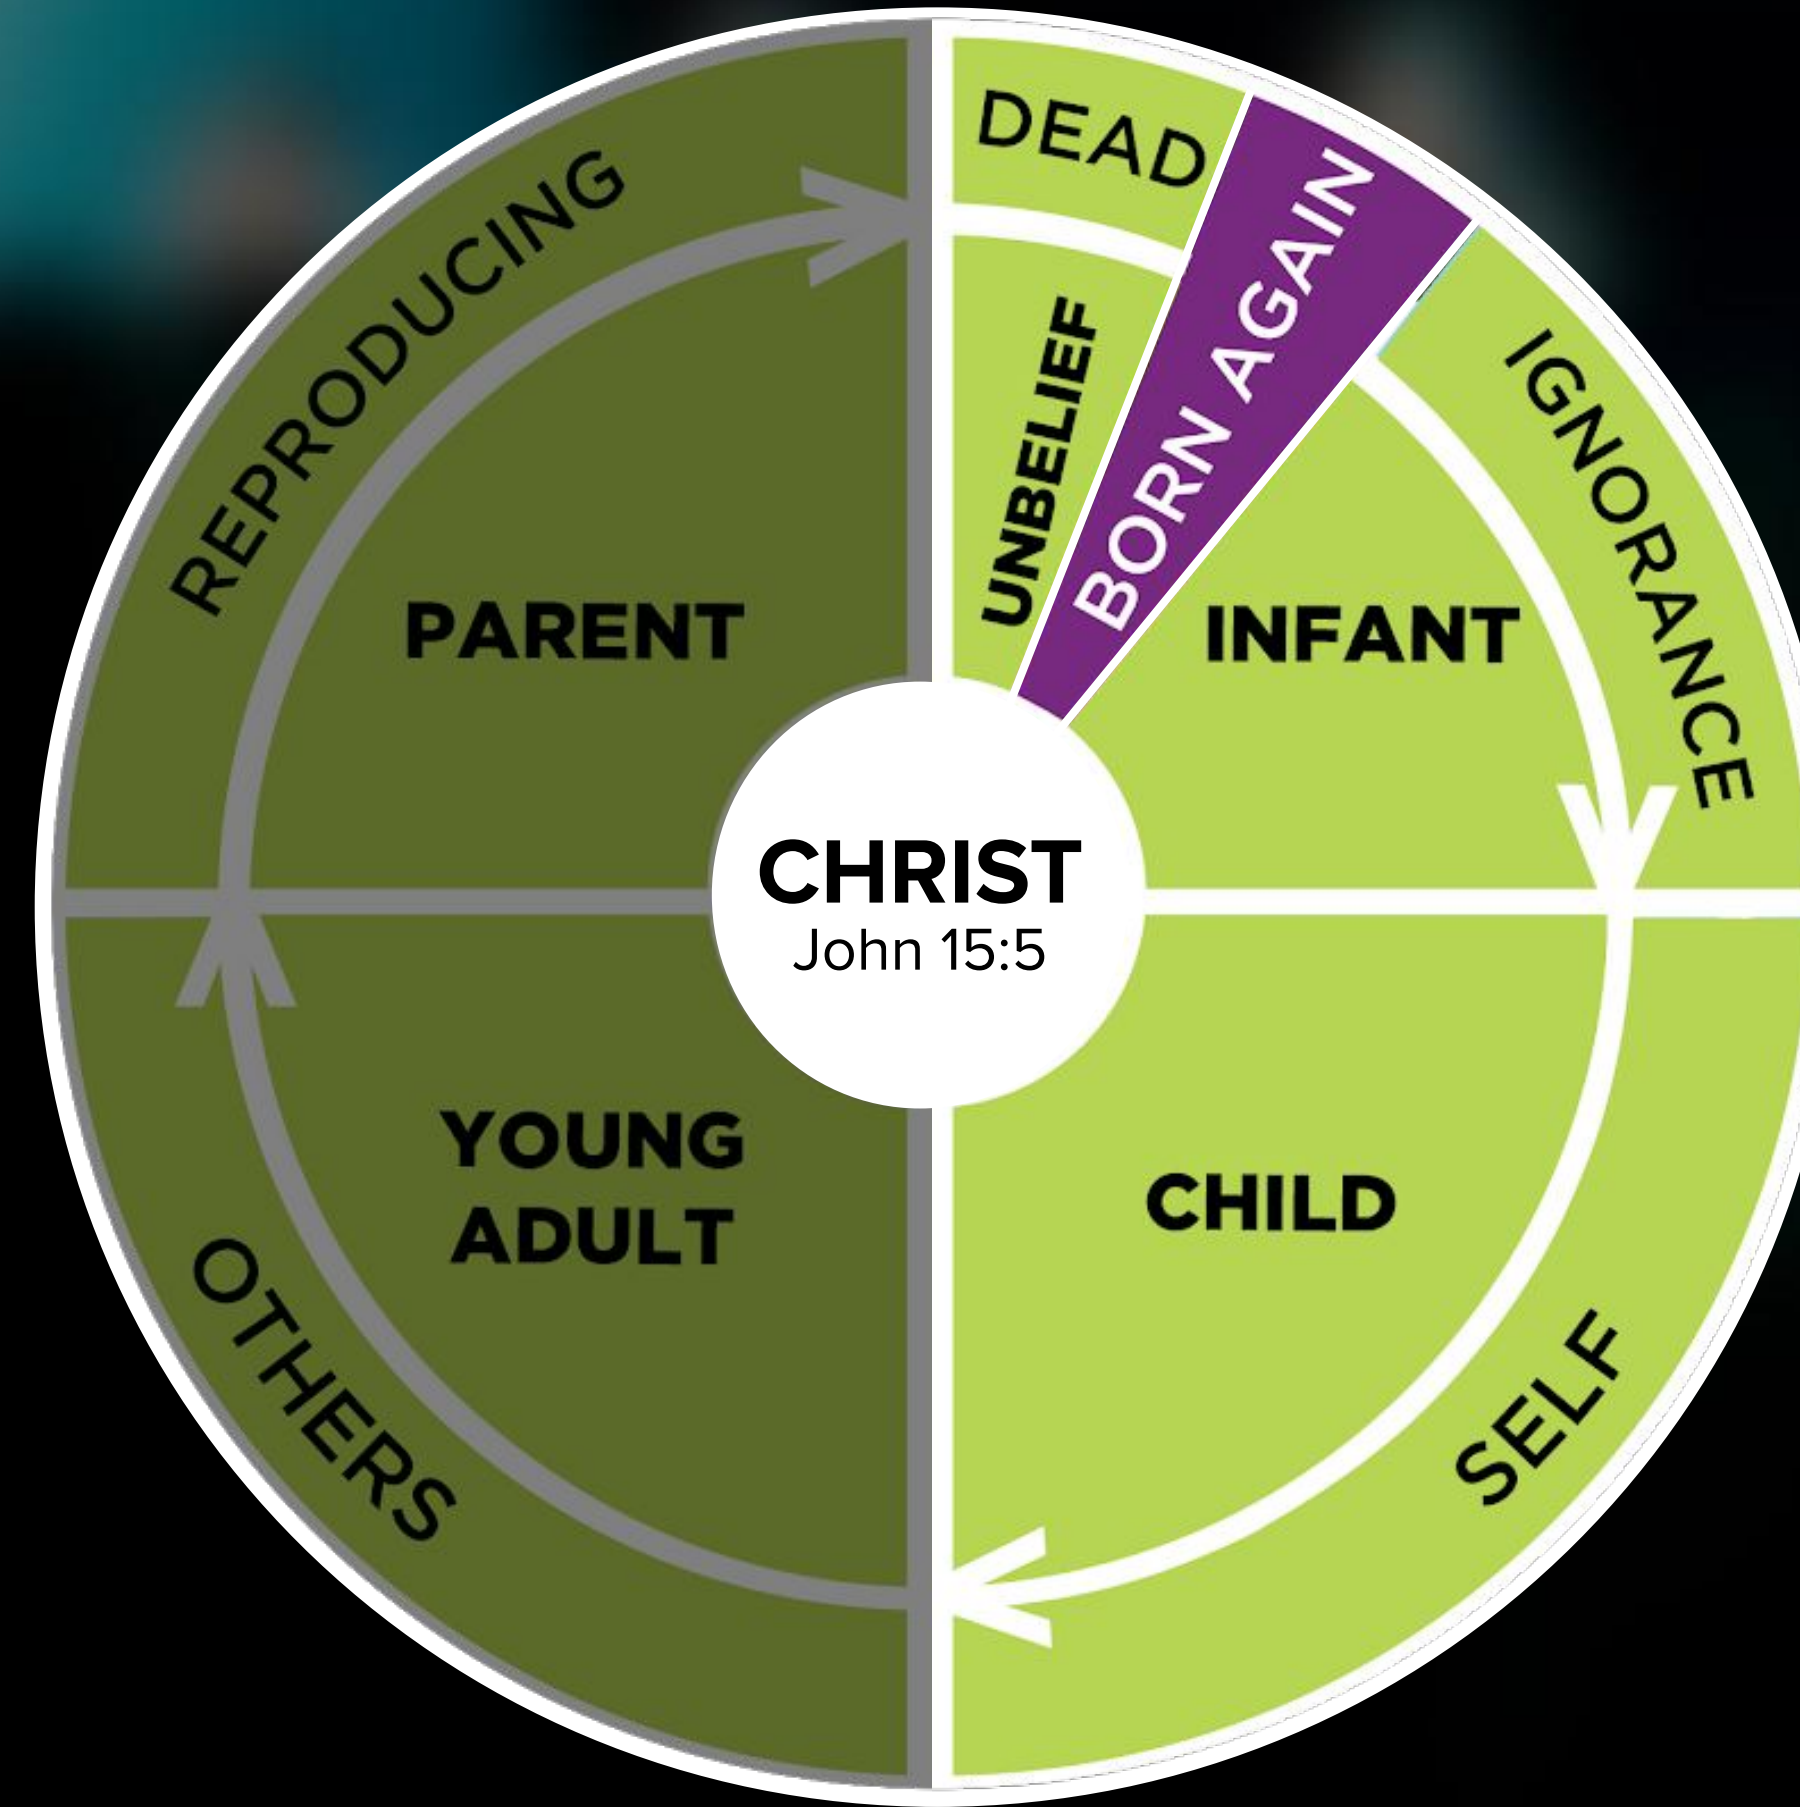 DEAD
UNBELIEF
BORN AGAIN
IGNORANCE
INFANT
CHILD
SELF
YOUNG
ADULT
OTHERS
PARENT
REPRODUCING
CHRIST
John 15:5